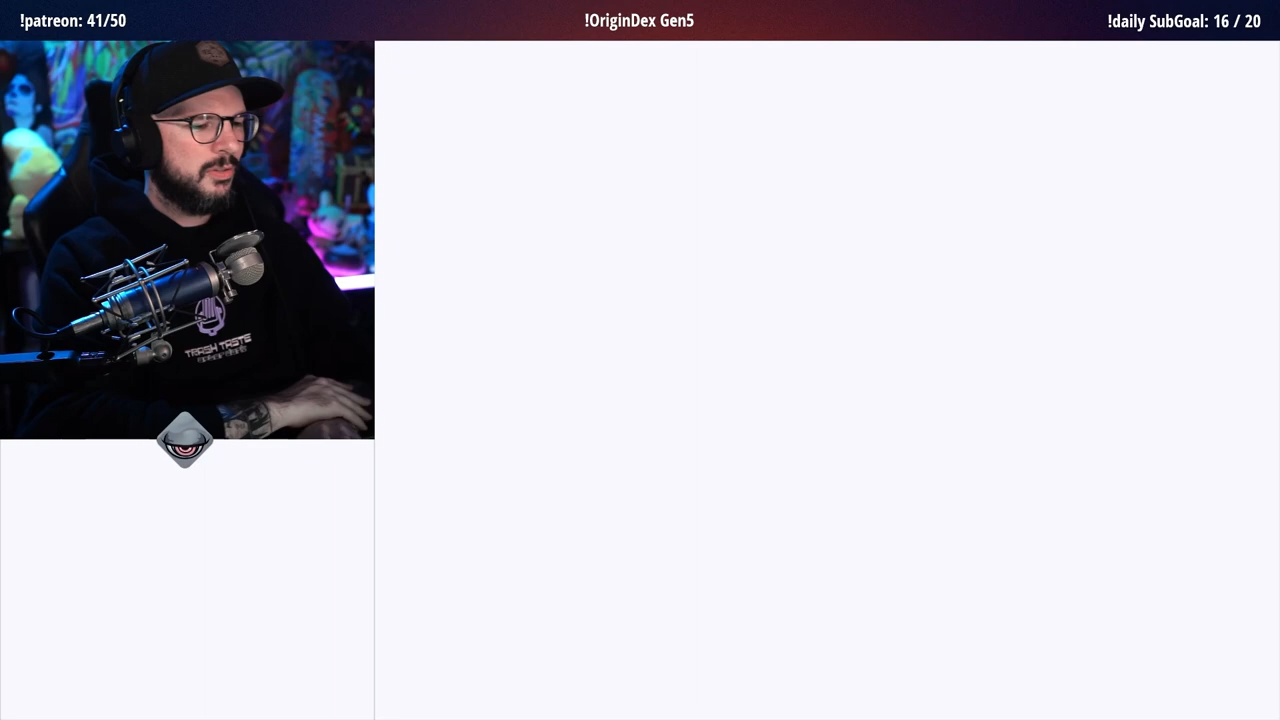 !patreon: 41/50
!OriginDex Gen5
!daily SubGoal: 16 / 20
TRASH TASTE